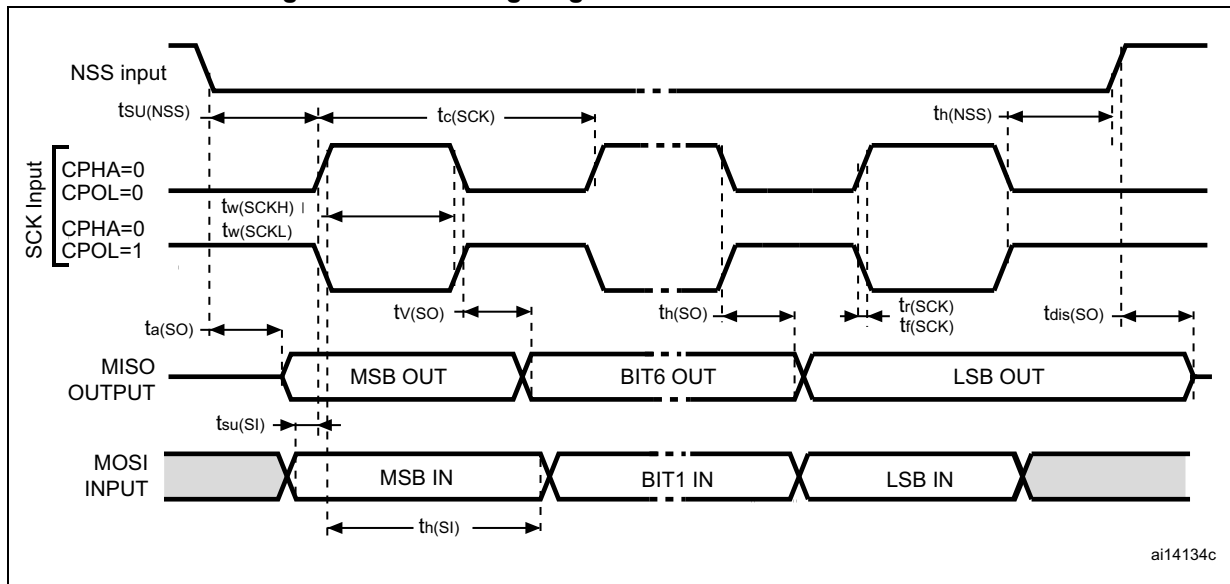 NSS input
tSU(NSS)
tc(SCK)
th(NSS)
SCK Input
CPHA=0
CPOL=0
tw(SCKH)
CPHA=0
tw(SCKL)
CPOL=1
ta(SO)
tV(SO)
th(SO)
tr(SCK)
tf(SCK)
tdis(SO)
MISO
OUTPUT
MSB OUT
BIT6 OUT
LSB OUT
tsu(SI)
MOSI
INPUT
MSB IN
BIT1 IN
LSB IN
th(SI)
ai14134c